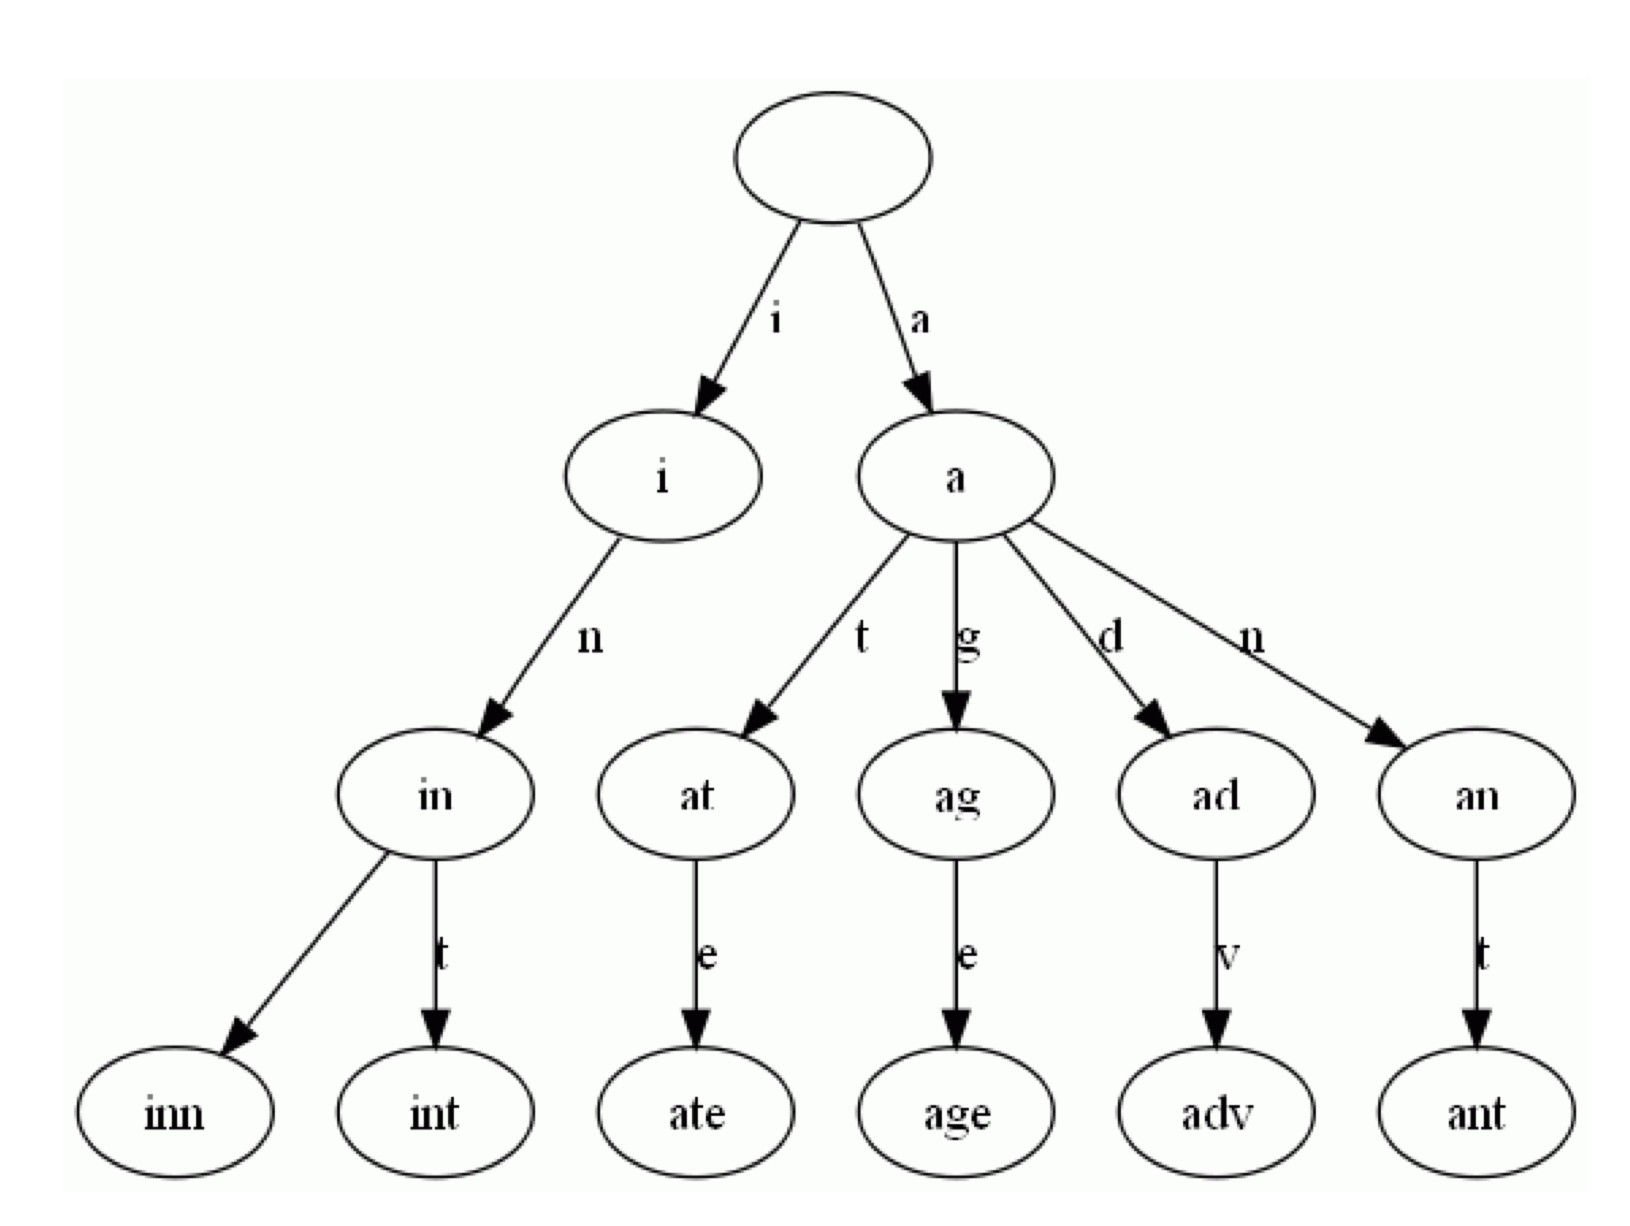 i a
i a
n t g d n
in at ag ad an
t e e v t
inn int ate age adv ant